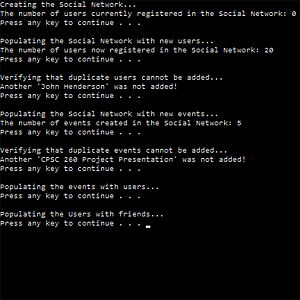 Creating the Social Network...
The number of users currently registered in the Social Network: 0
Press any key to continue . . .
Populating the Social Network with new users...
The number of users now registered in the Social Network: 20
Press any key to continue . . .
Verifying that duplicate users cannot be added...
Another 'John Henderson' was not added!
Press any key to continue . . .
Populating the Social Network with new events...
The number of events created in the Social Network: 5
Press any key to continue . . .
Verifying that duplicate events cannot be added...
Another 'CPSC 260 Project Presentation' was not added!
Press any key to continue . . .
Populating the events with users...
Press any key to continue . . .
Populating the Users with friends...
Press any key to continue . . .